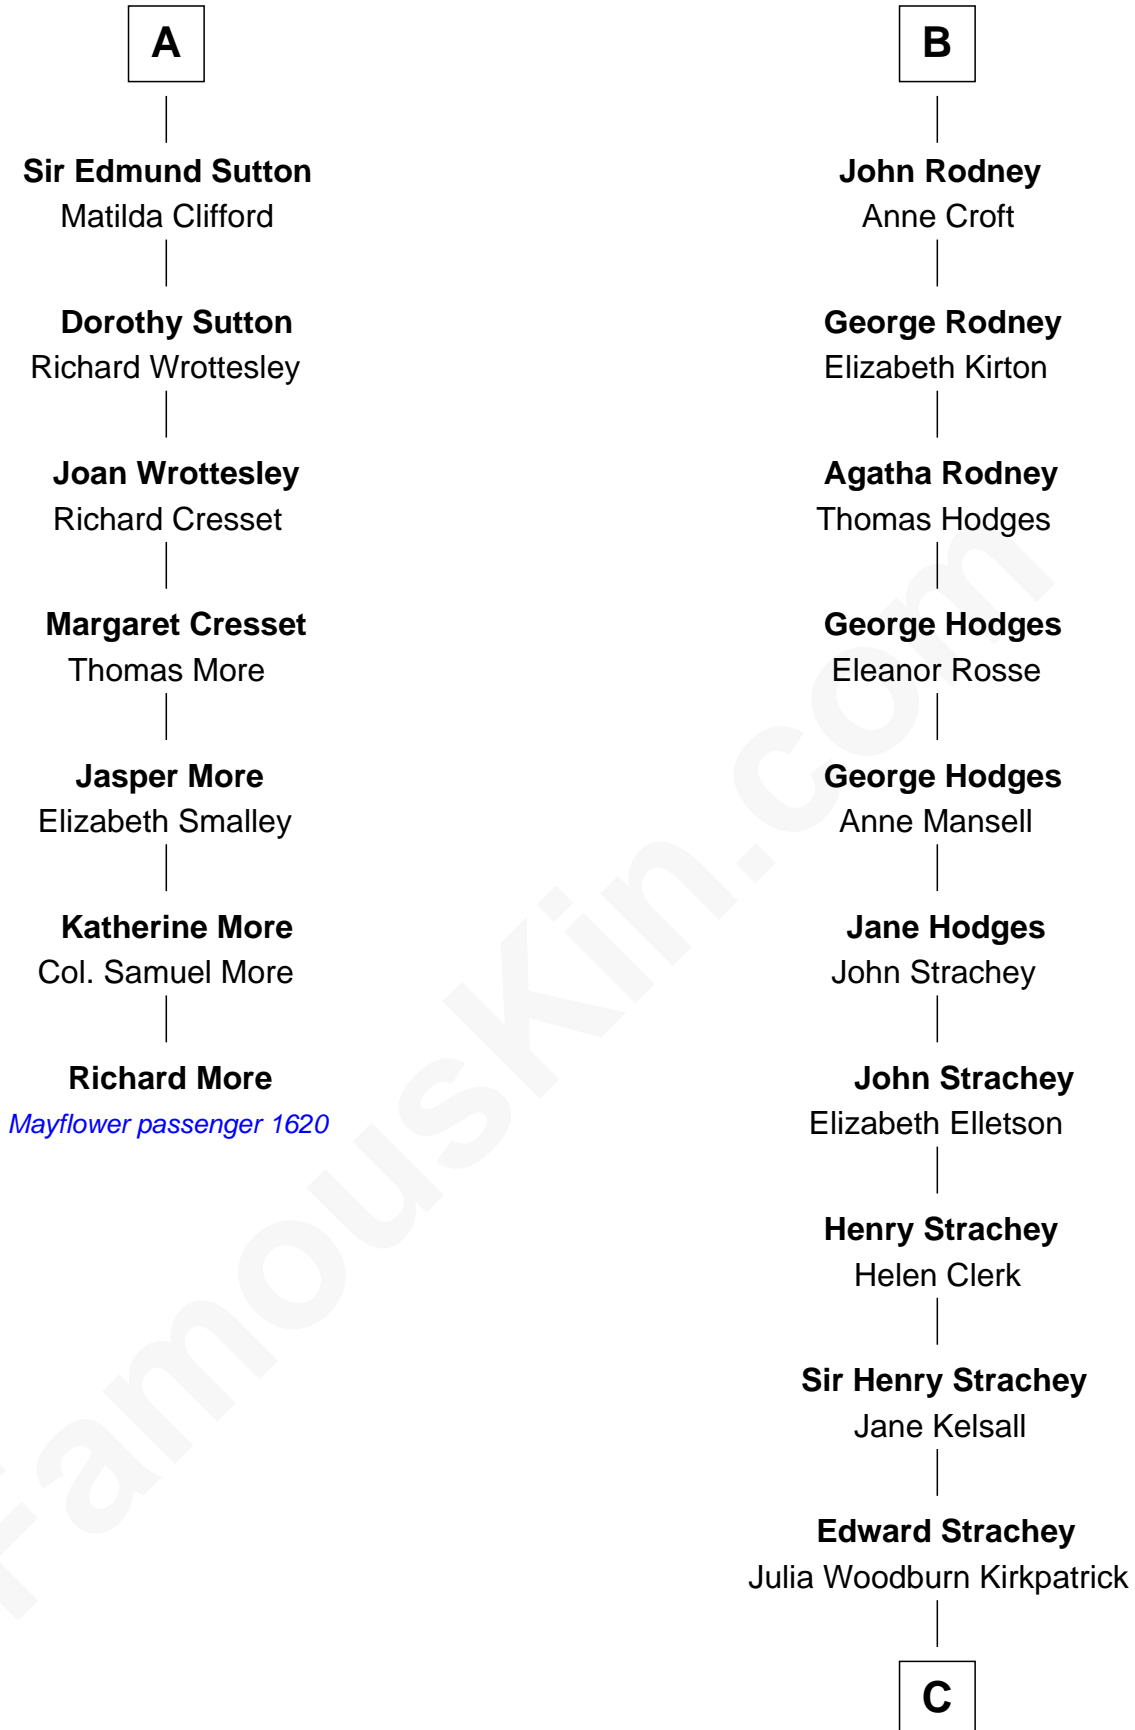 A
Sir Edmund Sutton
Matilda Clifford
Dorothy Sutton
Richard Wrottesley
Joan Wrottesley
Richard Cresset
Margaret Cresset
Thomas More
Jasper More
Elizabeth Smalley
Katherine More
Col. Samuel More
Richard More
Mayflower passenger 1620
B
John Rodney
Anne Croft
George Rodney
Elizabeth Kirton
Agatha Rodney
Thomas Hodges
George Hodges
Eleanor Rosse
George Hodges
Anne Mansell
Jane Hodges
John Strachey
John Strachey
Elizabeth Elletson
Henry Strachey
Helen Clerk
Sir Henry Strachey
Jane Kelsall
Edward Strachey
Julia Woodburn Kirkpatrick
C
FamousKin.com